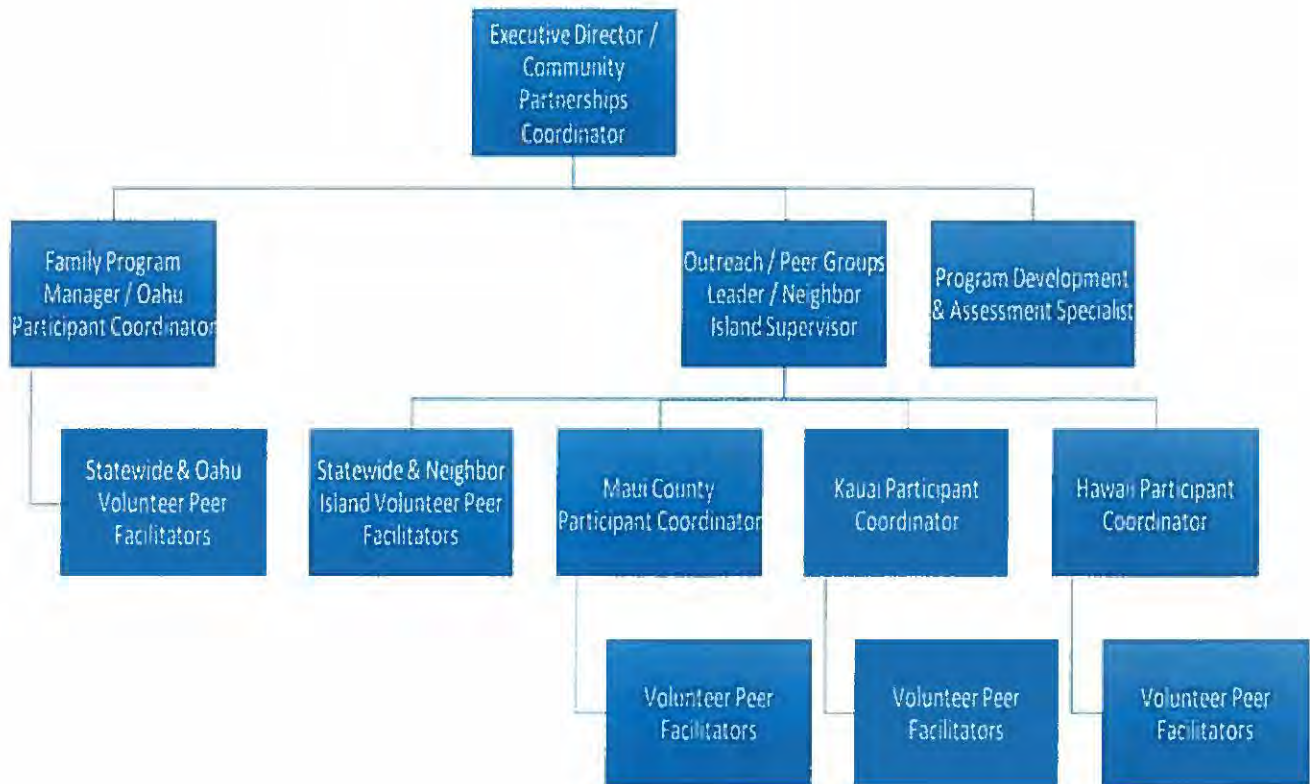 Executive Director /
Community
Partnerships
Coordinator
Family Program
Manager / Oahu
Participant Coordinator
Outreach / Peer Groups
Leader / Neighbor
Island Supervisor
Program Development
& Assessment Specialist
Statewide & Oahu
Volunteer Peer
Facilitators
Statewide & Neighbor
Island Volunteer Peer
Facilitators
Maui County
Participant Coordinator
Kauai Participant
Coordinator
Hawaii Participant
Coordinator
Volunteer Peer
Facilitators
Volunteer Peer
Facilitators
Volunteer Peer
Facilitators